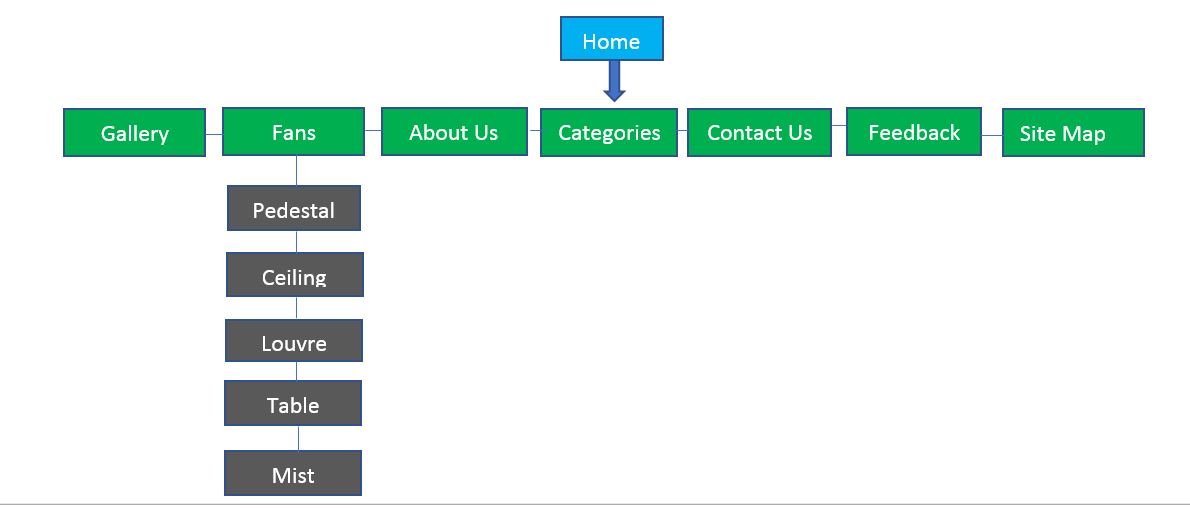 Home
Gallery
Fans
About Us
Categories
Contact Us
Feedback
Site Map
Pedestal
Ceiling
Louvre
Table
Mist